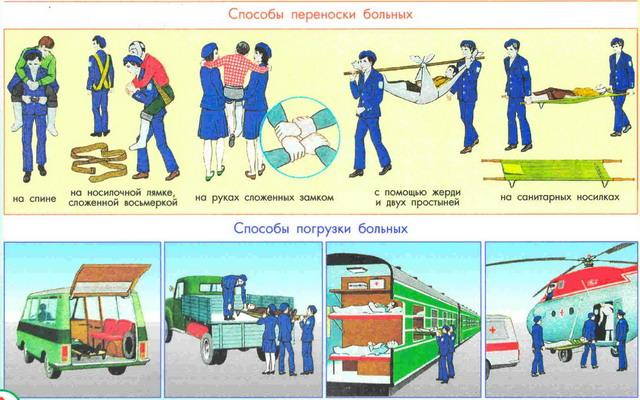 Способы переноски больных
на спине
на носилочной лямке,
сложенной восьмеркой
на руках сложенных замком
с помощью жерди
и двух простыней
на санитарных носилках
Способы погрузки больных